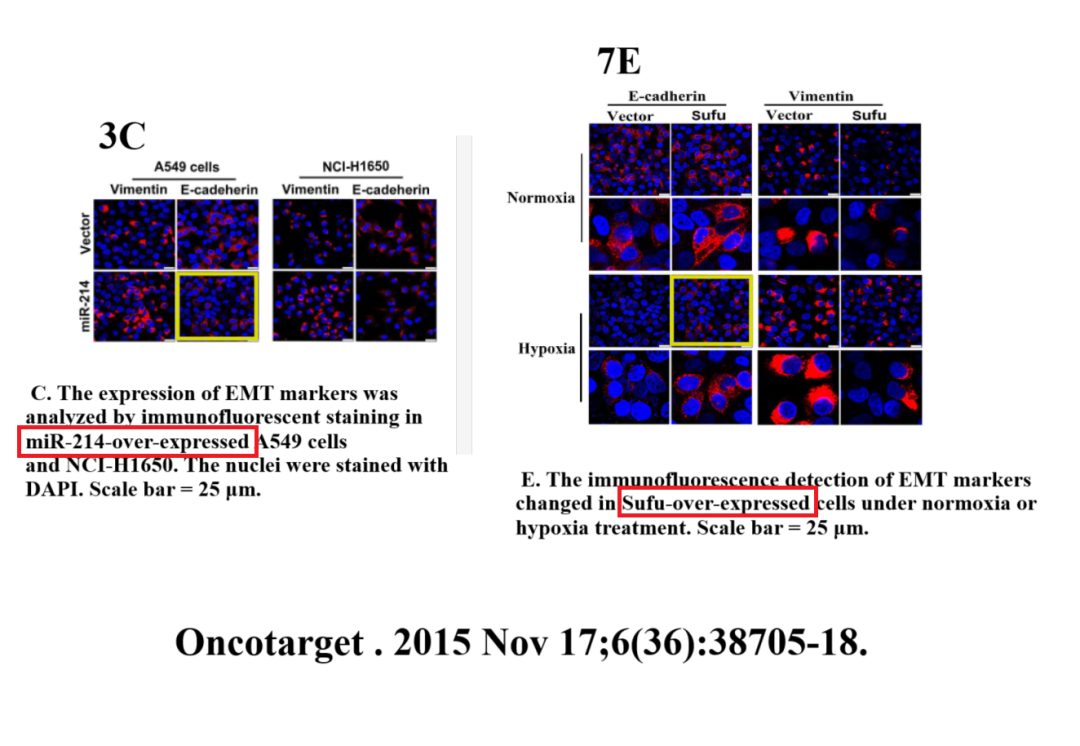 7E
E-cadherin Vimentin
Vector Sufu Vector Sufu
Normoxia
Hypoxia
3C
A549 cells NCI-H1650
Vimentin E-cadeherin Vimentin E-cadeherin
Vector
miR-214
C. The expression of EMT markers was
analyzed by immunofluorescent staining in
miR-214-over-expressed A549 cells
and NCI-H1650. The nuclei were stained with
DAPI. Scale bar = 25 µm.
E. The immunofluorescence detection of EMT markers
changed in Sufu-over-expressed cells under normoxia or
hypoxia treatment. Scale bar = 25 µm.
Oncotarget . 2015 Nov 17;6(36):38705-18.